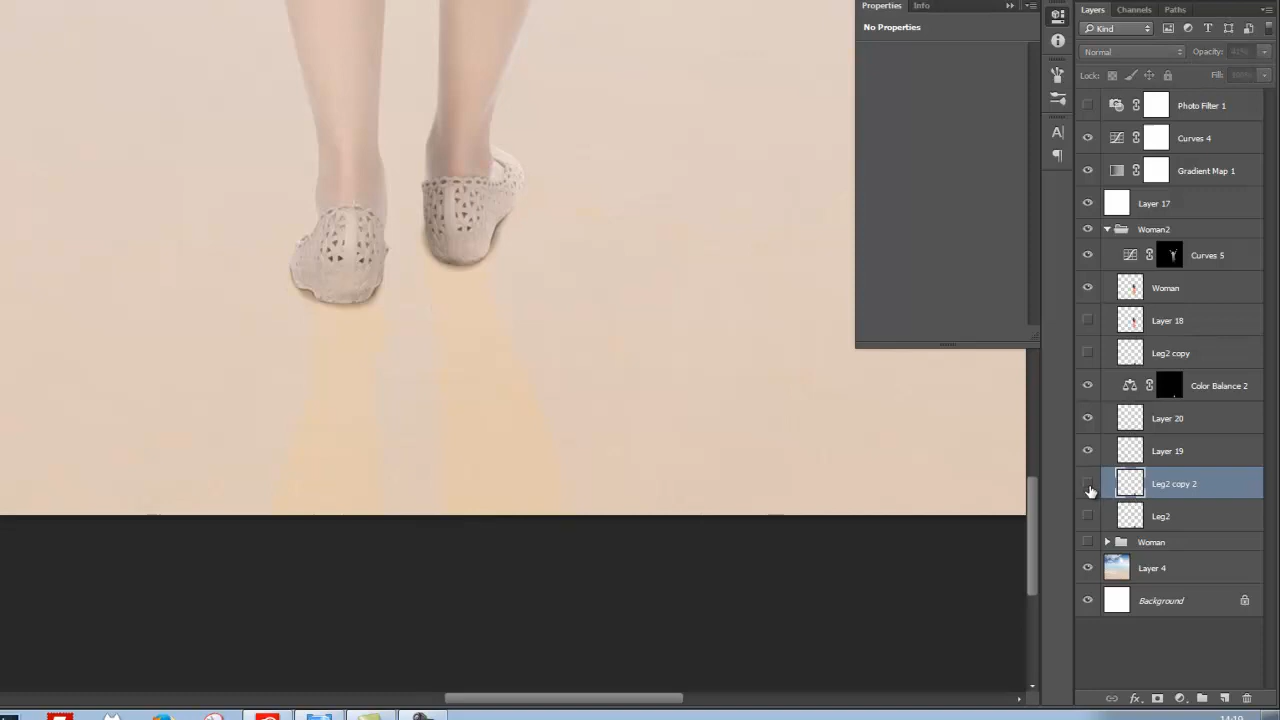 Properties
Info
No Properties
Layers
Channels
Paths
Kind
Normal
Opacity:
Lock:
Fill:
Photo Filter 1
Curves 4
Gradient Map 1
Layer 17
Woman2
Curves 5
Woman
Layer 18
Leg2 copy
Color Balance 2
Layer 20
Layer 19
Leg2 copy 2
Leg2
Woman
Layer 4
Background
fx